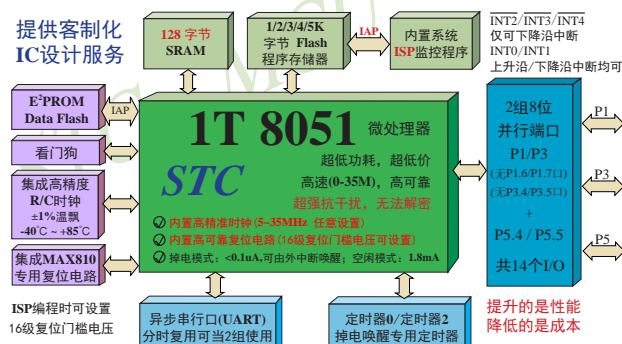 提供客制化
IC设计服务
128 字节
SRAM
1/2/3/4/5K
字节 Flash
程序存储器
IAP
内置系统
ISP监控程序
INT2/INT3/INT4
仅可下降沿中断
INT0/INT1
上升沿/下降沿中断均可
E²PROM
Data Flash
IAP
看门狗
集成高精度
R/C时钟
±1%温飘
-40℃ ~ +85℃
集成MAX810
专用复位电路
ISP编程时可设置
16级复位门槛电压
1T 8051 微处理器
STC
超低功耗，超低价
高速(0-35M)，高可靠
超强抗干扰，无法解密
内置高精准时钟(5-35MHz 任意设置)
内置高可靠复位电路(16级复位门槛电压可设置)
掉电模式：<0.1uA,可由外中断唤醒；空闲模式：1.8mA
2组8位
并行端口
P1/P3
(无P1.6/P1.7口)
(无P3.4/P3.5口)
+
P5.4 / P5.5
共14个I/O
P1
P3
P5
异步串行口(UART)
分时复用可当2组使用
定时器0/定时器2
掉电唤醒专用定时器
提升的是性能
降低的是成本